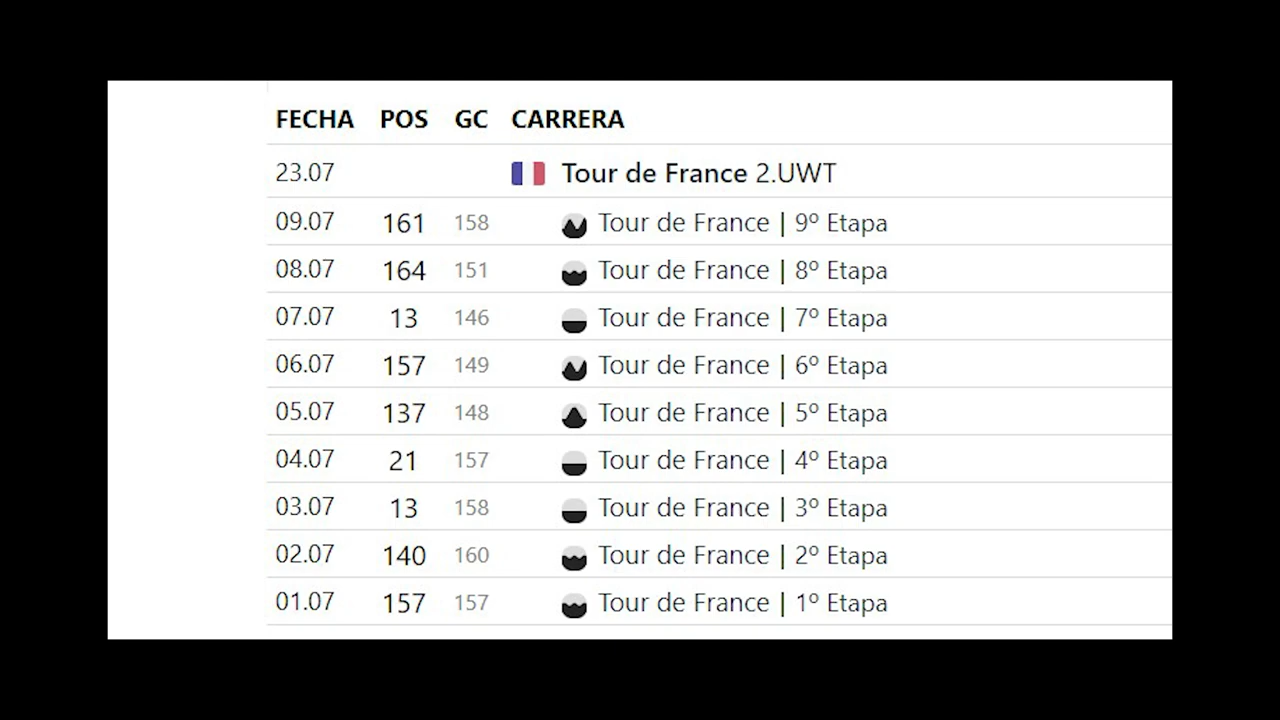 FECHA POS GC CARRERA
23.07 Tour de France 2.UWT
09.07 161 158 Tour de France | 9º Etapa
08.07 164 151 Tour de France | 8º Etapa
07.07 13 146 Tour de France | 7º Etapa
06.07 157 149 Tour de France | 6º Etapa
05.07 137 148 Tour de France | 5º Etapa
04.07 21 157 Tour de France | 4º Etapa
03.07 13 158 Tour de France | 3º Etapa
02.07 140 160 Tour de France | 2º Etapa
01.07 157 157 Tour de France | 1º Etapa